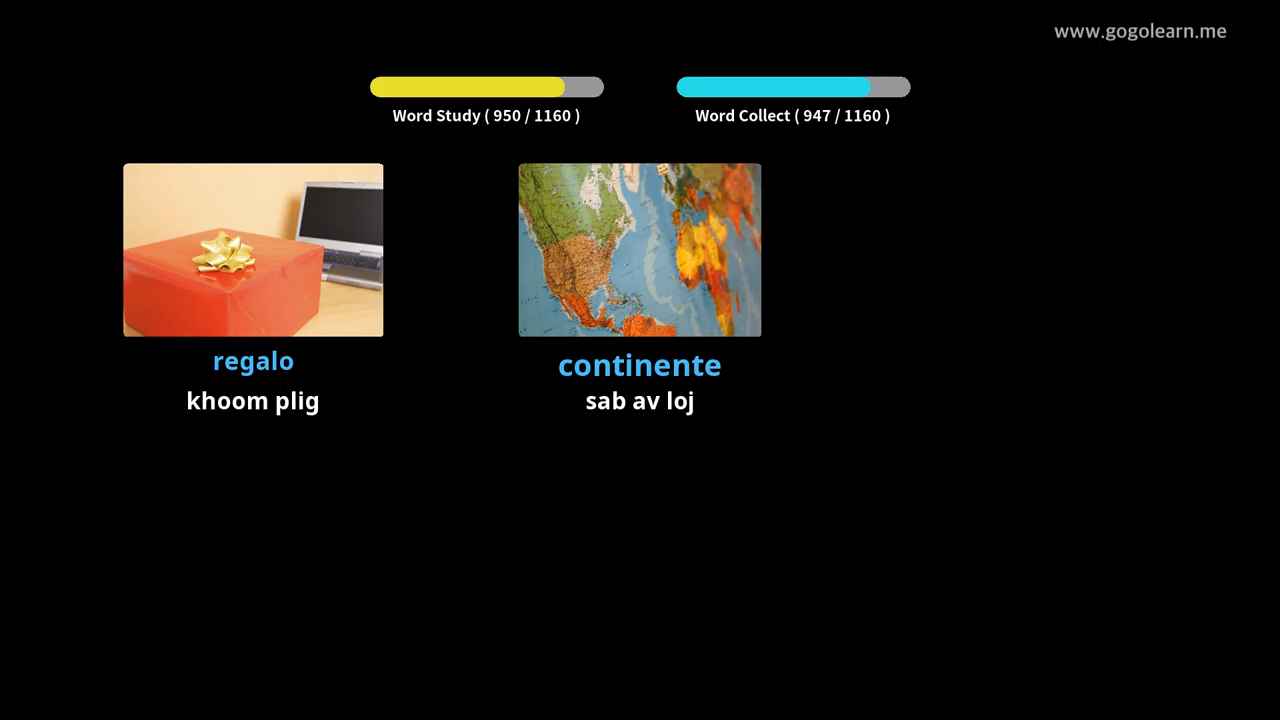 www.gogolearn.me
Word Study ( 950 / 1160 )
Word Collect ( 947 / 1160 )
regalo
khoom plig
continente
sab av loj